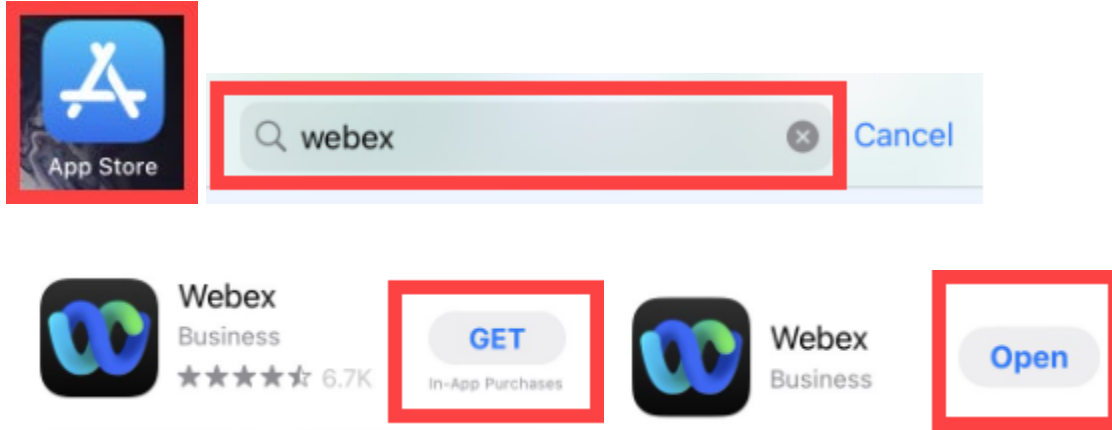 App Store
webex Cancel
Webex
Business
6.7K
GET
In-App Purchases
Webex
Business
Open